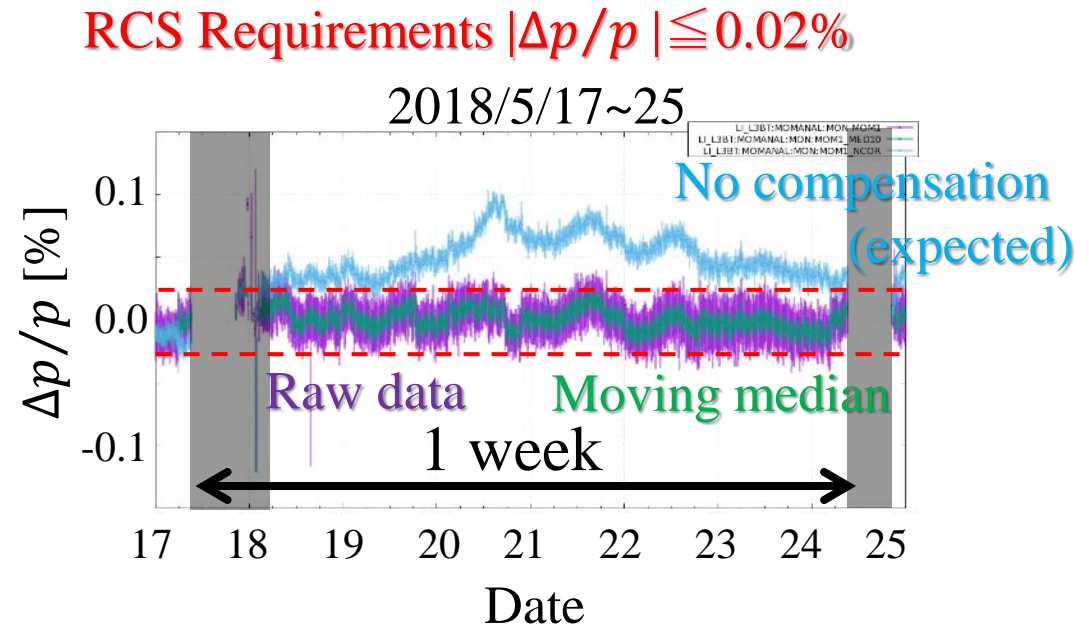 RCS Requirements |Δp/p |≦0.02%
2018/5/17~25
LI_L3BT:MOMANAL:MON:MOM1
LI_L3BT:MOMANAL:MON:MOM1_MED10
LI_L3BT:MOMANAL:MON:MOM1_NCOR
No compensation
(expected)
0.1
0.0
-0.1
Δp/p [%]
Raw data
Moving median
1 week
17 18 19 20 21 22 23 24 25
Date